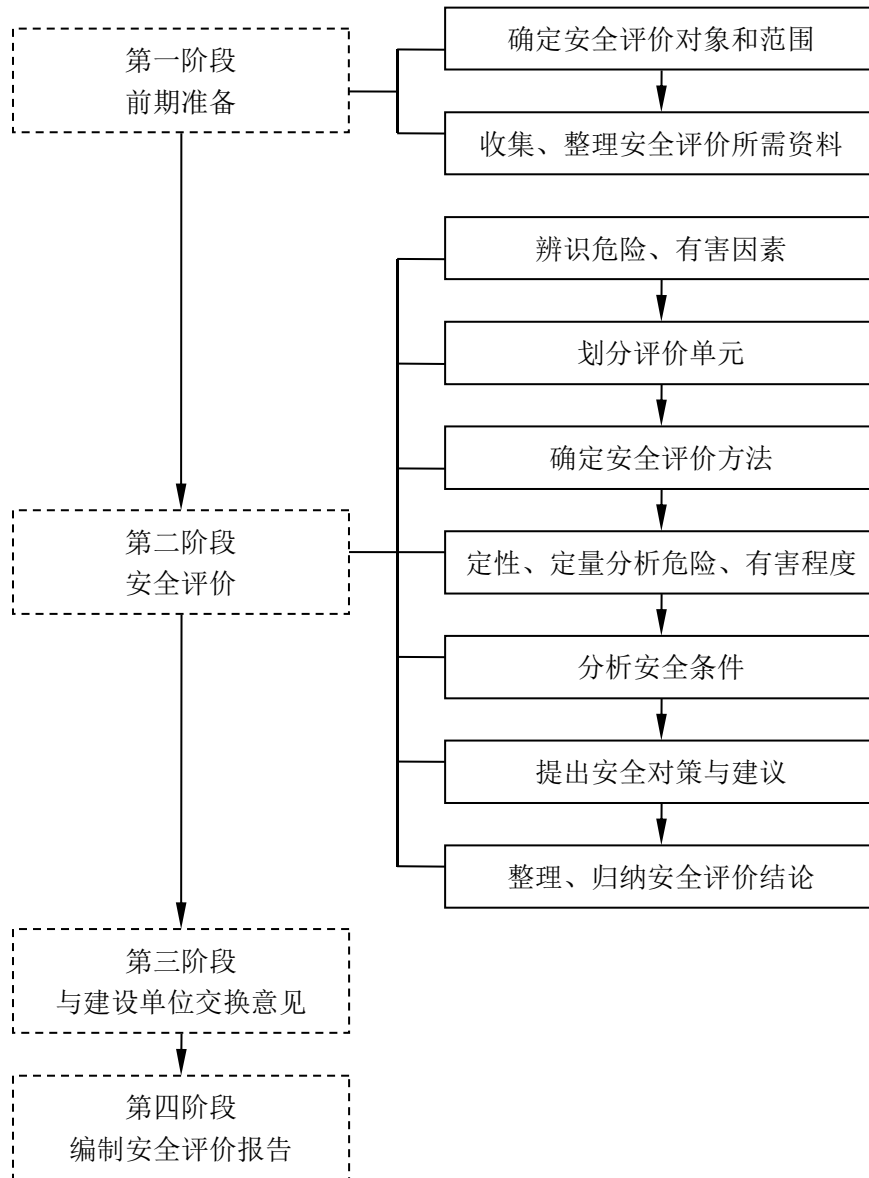 第一阶段
前期准备
确定安全评价对象和范围
收集、整理安全评价所需资料
第二阶段
安全评价
辨识危险、有害因素
划分评价单元
确定安全评价方法
定性、定量分析危险、有害程度
分析安全条件
提出安全对策与建议
整理、归纳安全评价结论
第三阶段
与建设单位交换意见
第四阶段
编制安全评价报告